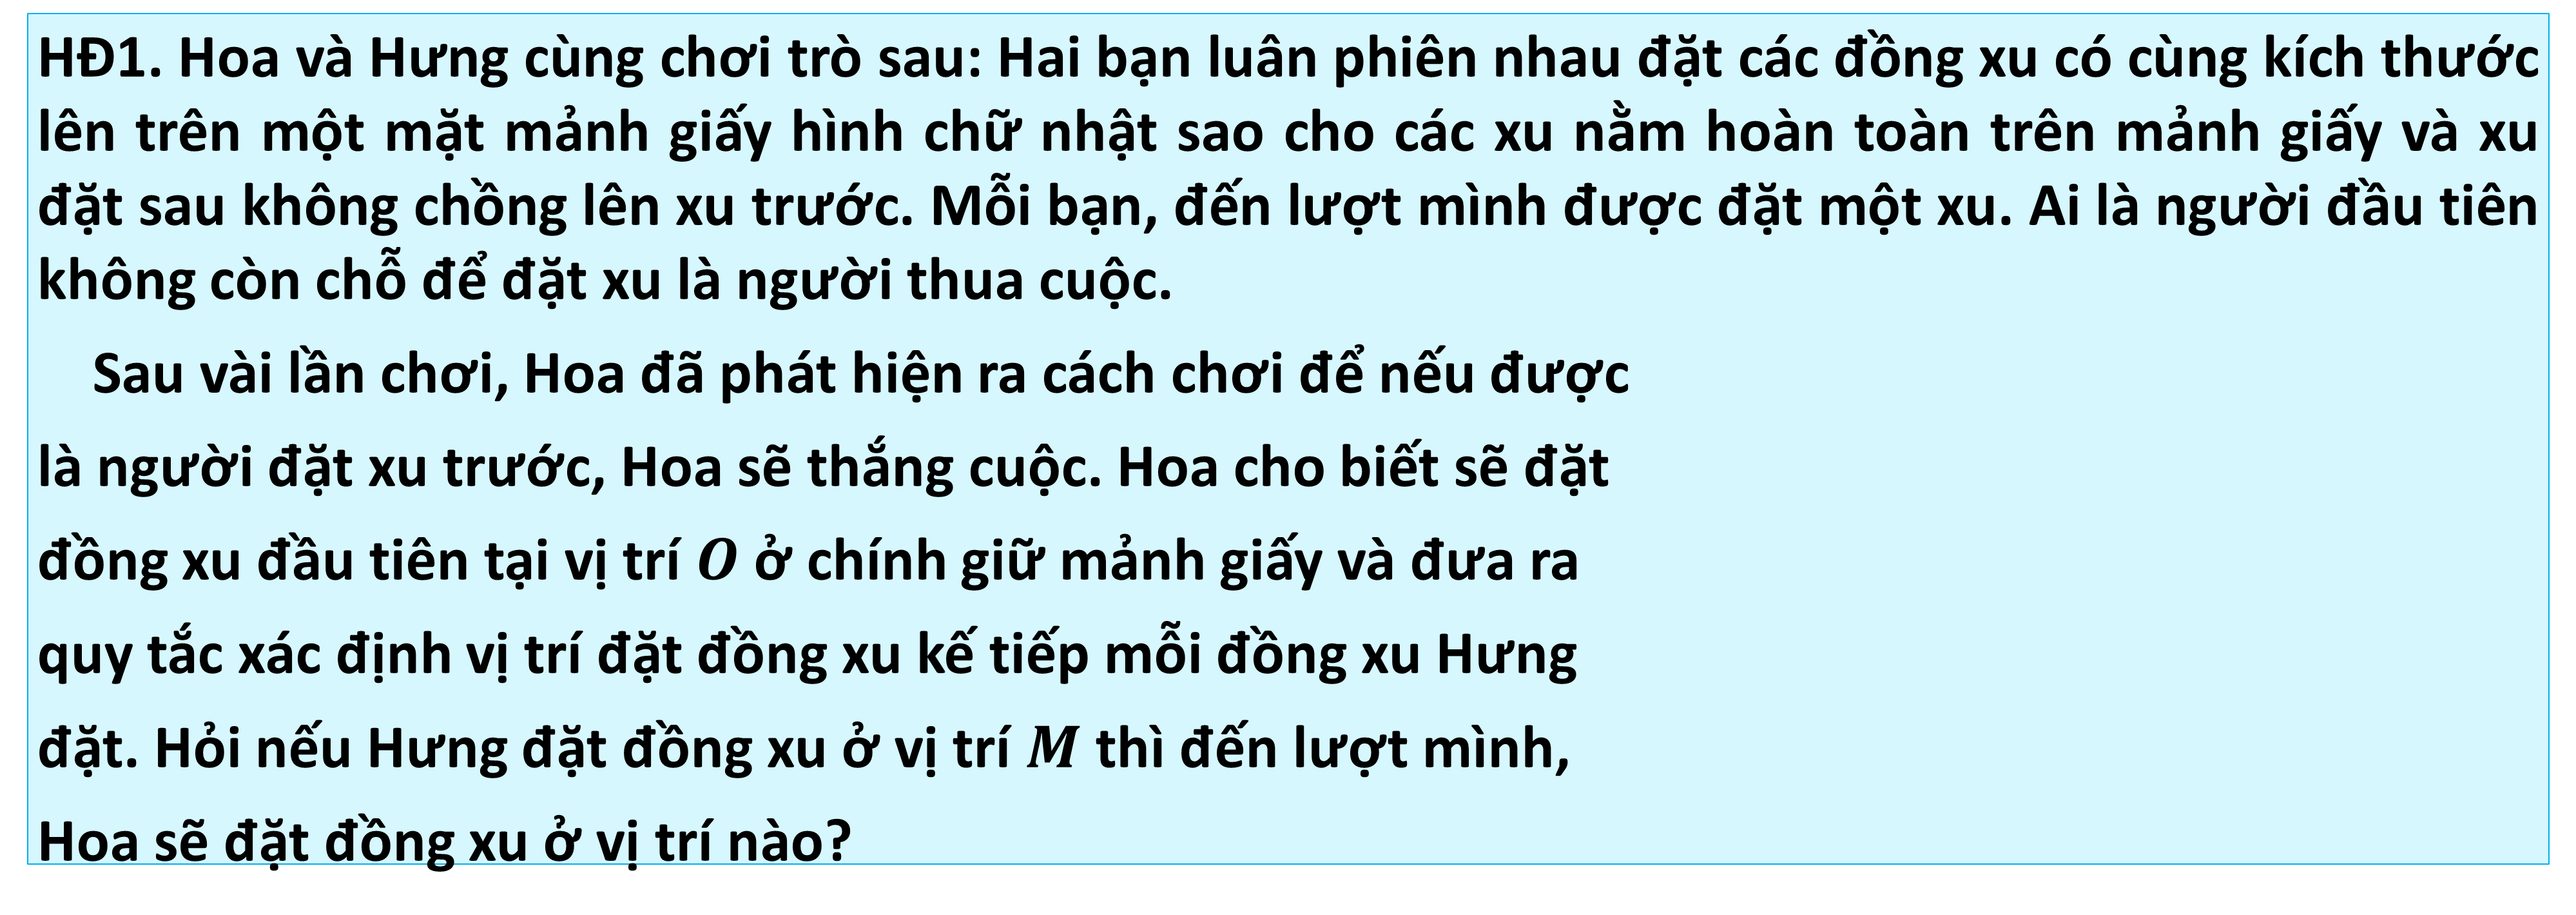 HĐ1. Hoa và Hưng cùng chơi trò sau: Hai bạn luân phiên nhau đặt các đồng xu có cùng kích thước
lên trên một mặt mảnh giấy hình chữ nhật sao cho các xu nằm hoàn toàn trên mảnh giấy và xu
đặt sau không chồng lên xu trước. Mỗi bạn, đến lượt mình được đặt một xu. Ai là người đầu tiên
không còn chỗ để đặt xu là người thua cuộc.
Sau vài lần chơi, Hoa đã phát hiện ra cách chơi để nếu được
là người đặt xu trước, Hoa sẽ thắng cuộc. Hoa cho biết sẽ đặt
đồng xu đầu tiên tại vị trí O ở chính giữ mảnh giấy và đưa ra
quy tắc xác định vị trí đặt đồng xu kế tiếp mỗi đồng xu Hưng
đặt. Hỏi nếu Hưng đặt đồng xu ở vị trí M thì đến lượt mình,
Hoa sẽ đặt đồng xu ở vị trí nào?